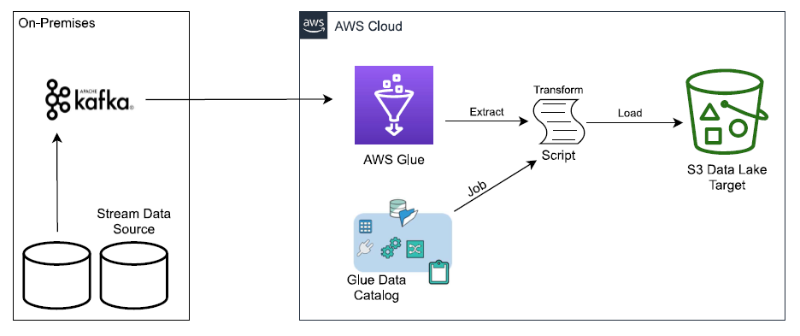 On-Premises
APACHE
kafka®
Stream Data
Source
aws
AWS Cloud
AWS Glue
Extract
Transform
Script
Load
S3 Data Lake
Target
Job
Glue Data
Catalog